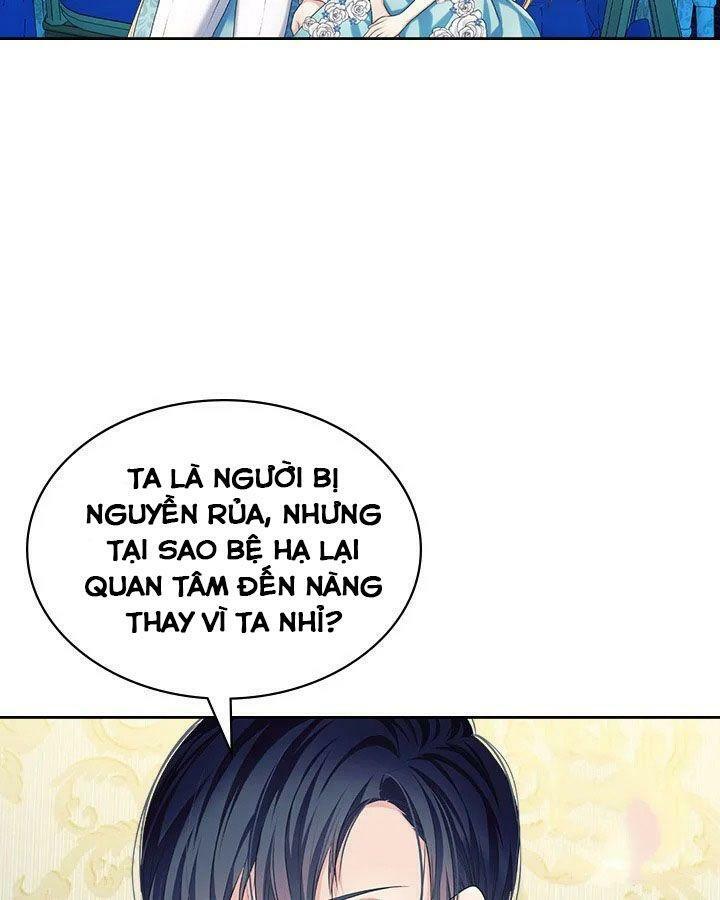 TA LÀ NGƯỜI BỊ
NGUYỀN RỦA, NHƯNG
TẠI SAO BỆ HẠ LẠI
QUAN TÂM ĐẾN NÀNG
THAY VÌ TA NHỈ?